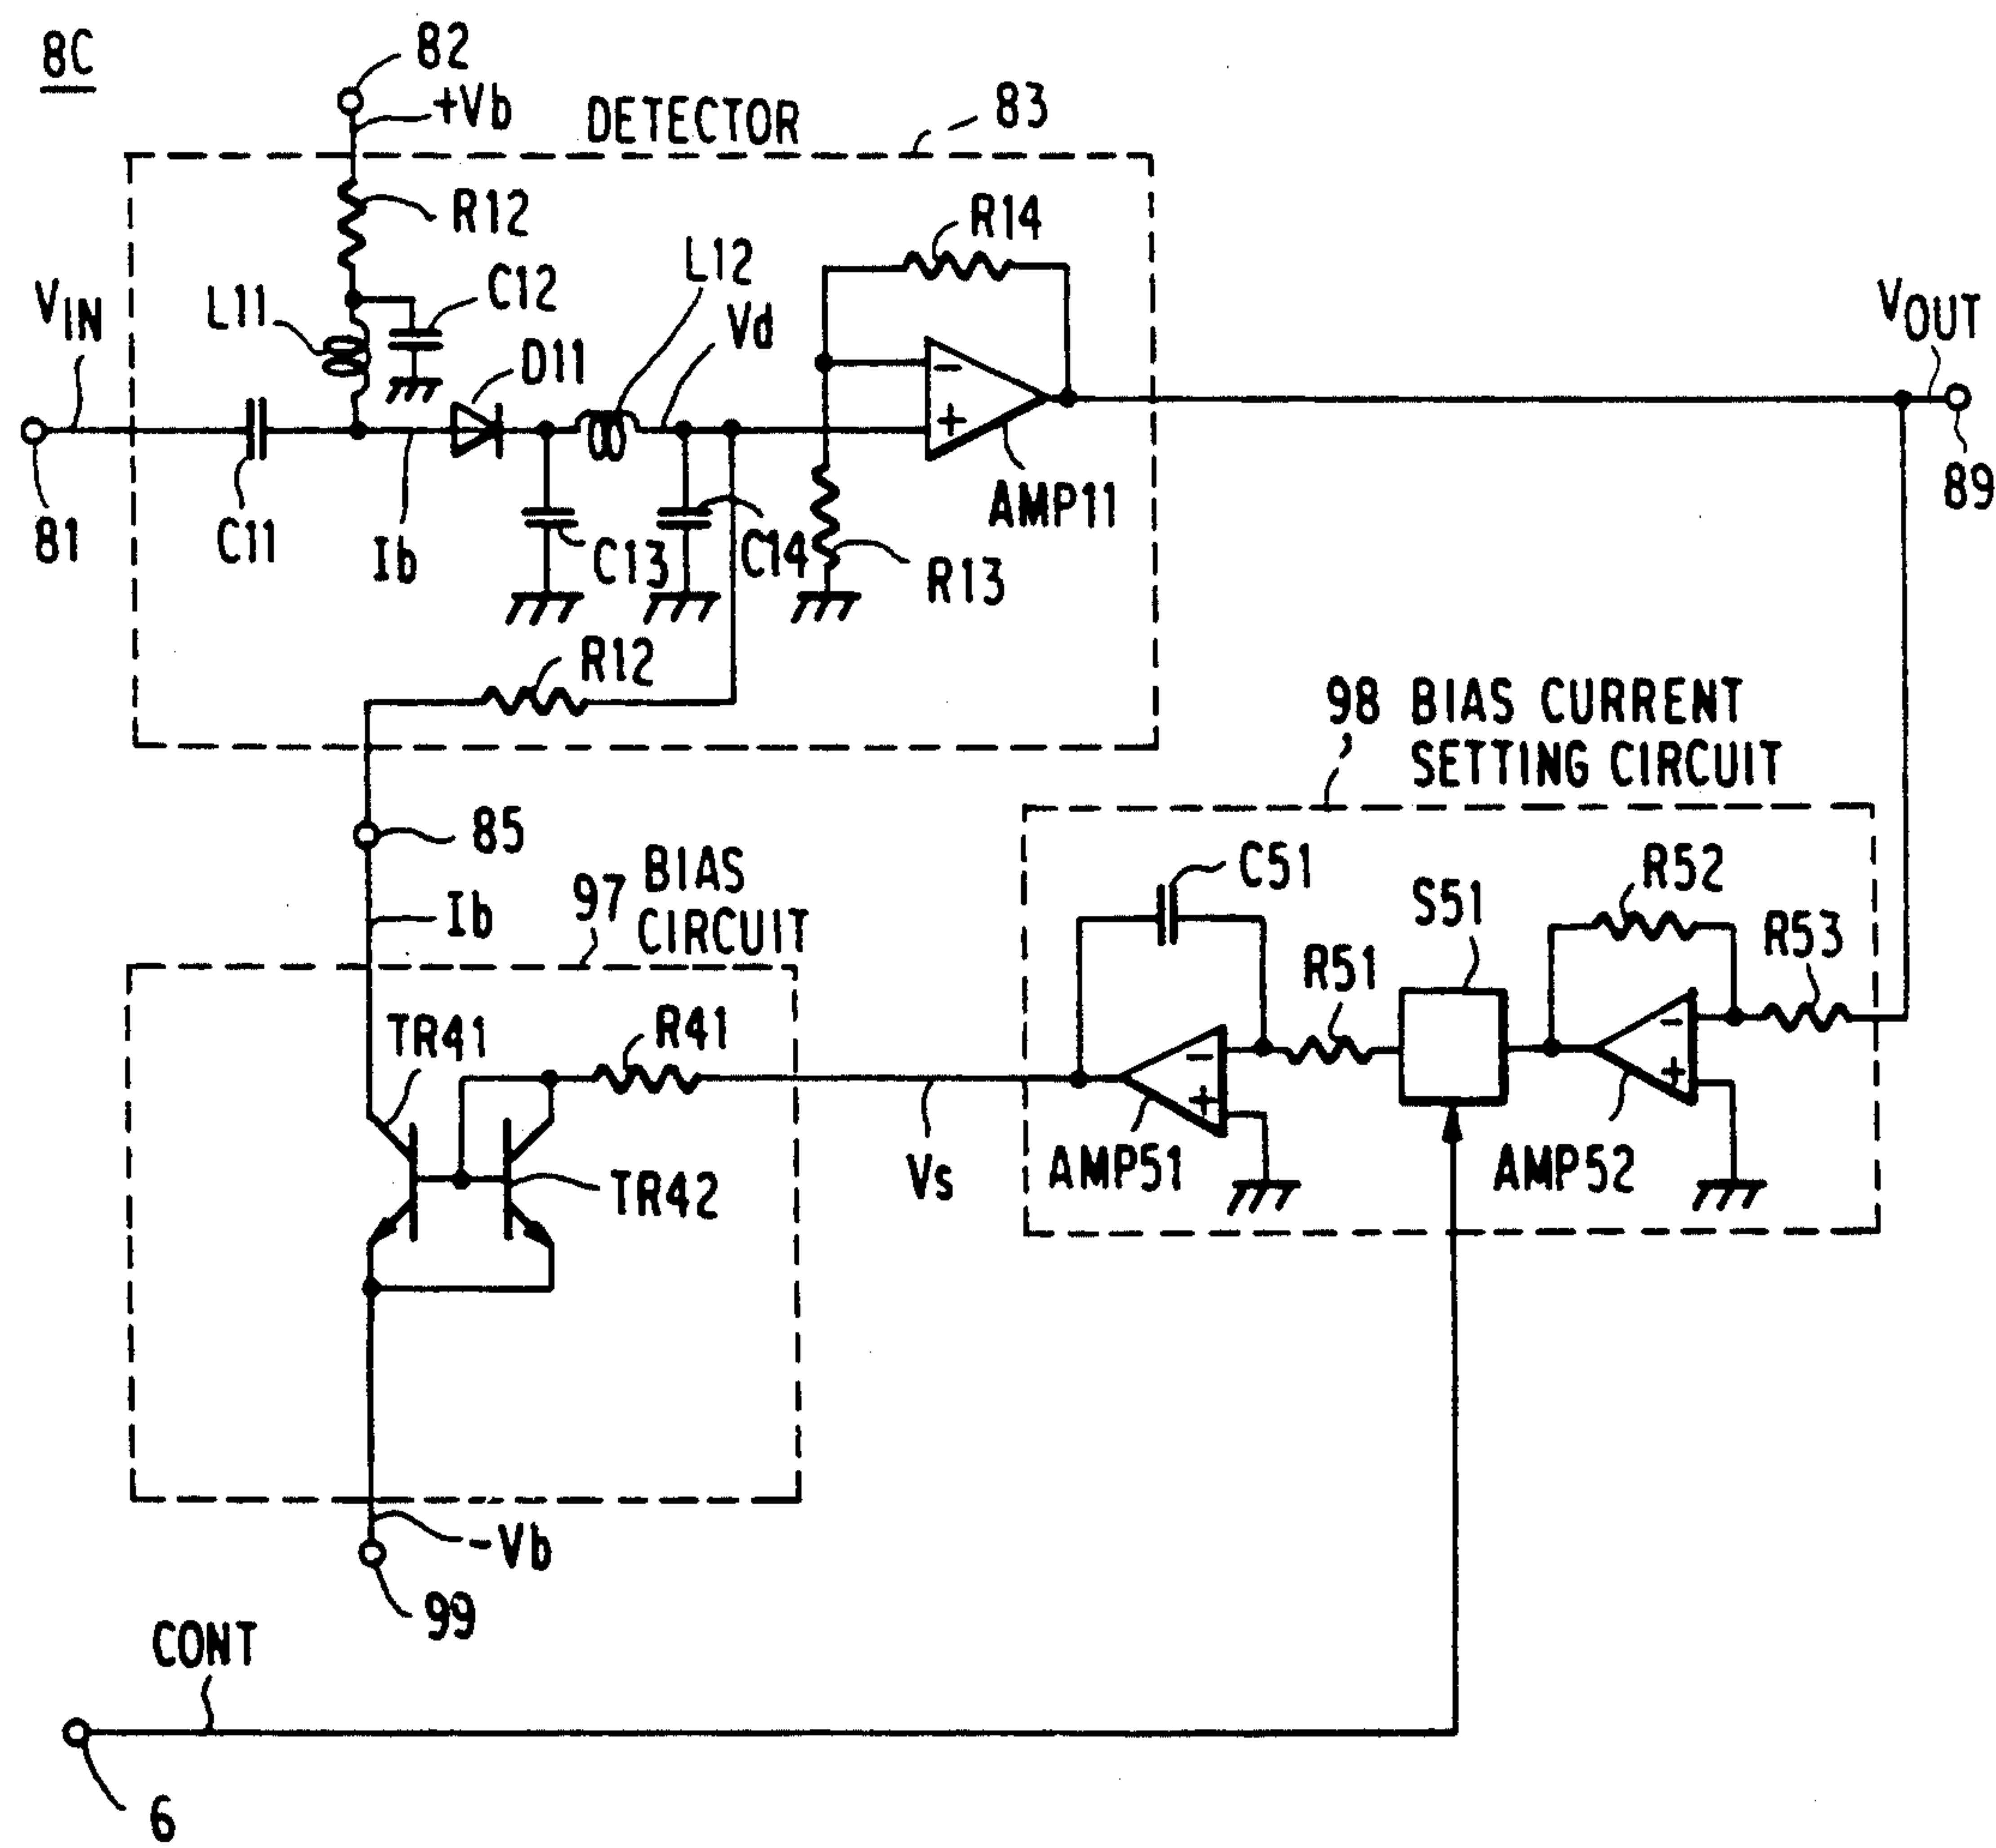 8C
82
+Vb
DETECTOR
83
R12
R14
VIN
L11
C12
L12
Vd
D11
VOUT
−
+
AMP11
89
81
C11
Ib
C13
C14
R13
R12
98 BIAS CURRENT
SETTING CIRCUIT
85
C51
R52
S51
97 BIAS
CIRCUIT
Ib
R51
R53
TR41
R41
−
+
−
+
Vs
AMP51
AMP52
TR42
-Vb
99
CONT
6